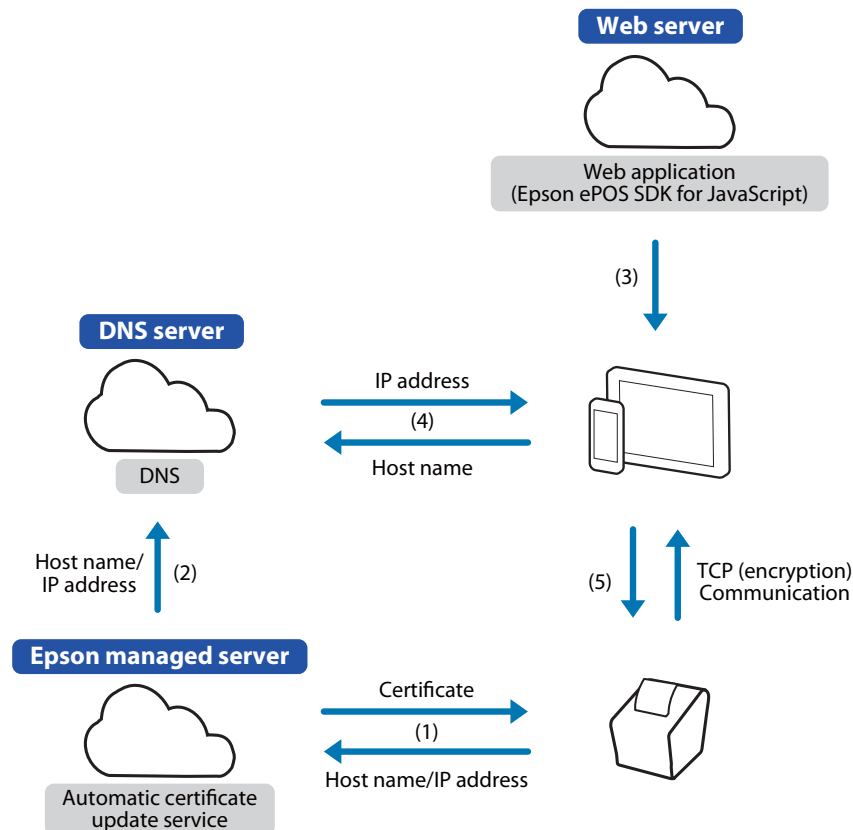 Web server
Web application
(Epson ePOS SDK for JavaScript)
(3)
DNS server
IP address
(4)
Host name
DNS
Host name/
IP address
(2)
(5)
TCP (encryption)
Communication
Epson managed server
Certificate
(1)
Host name/IP address
Automatic certificate
update service